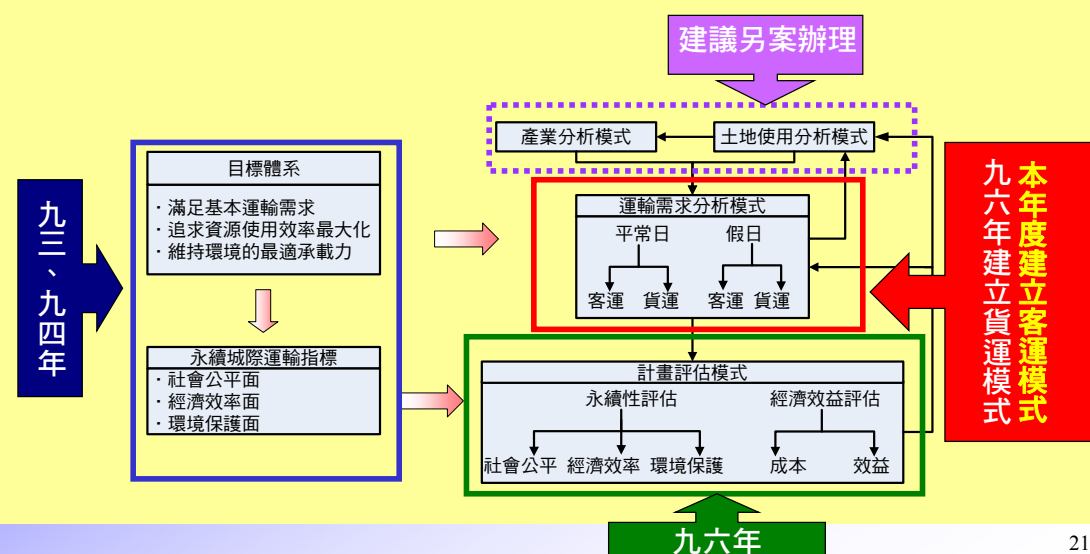 建議另案辦理
產業分析模式
土地使用分析模式
九三、九四年
目標體系
・滿足基本運輸需求
・追求資源使用效率最大化
・維持環境的最適承載力
永續城際運輸指標
・社會公平面
・經濟效率面
・環境保護面
運輸需求分析模式
平常日 假日
客運 貨運 客運 貨運
本年度建立客運模式
九六年建立貨運模式
計畫評估模式
永續性評估 經濟效益評估
社會公平 經濟效率 環境保護 成本 效益
九六年
21